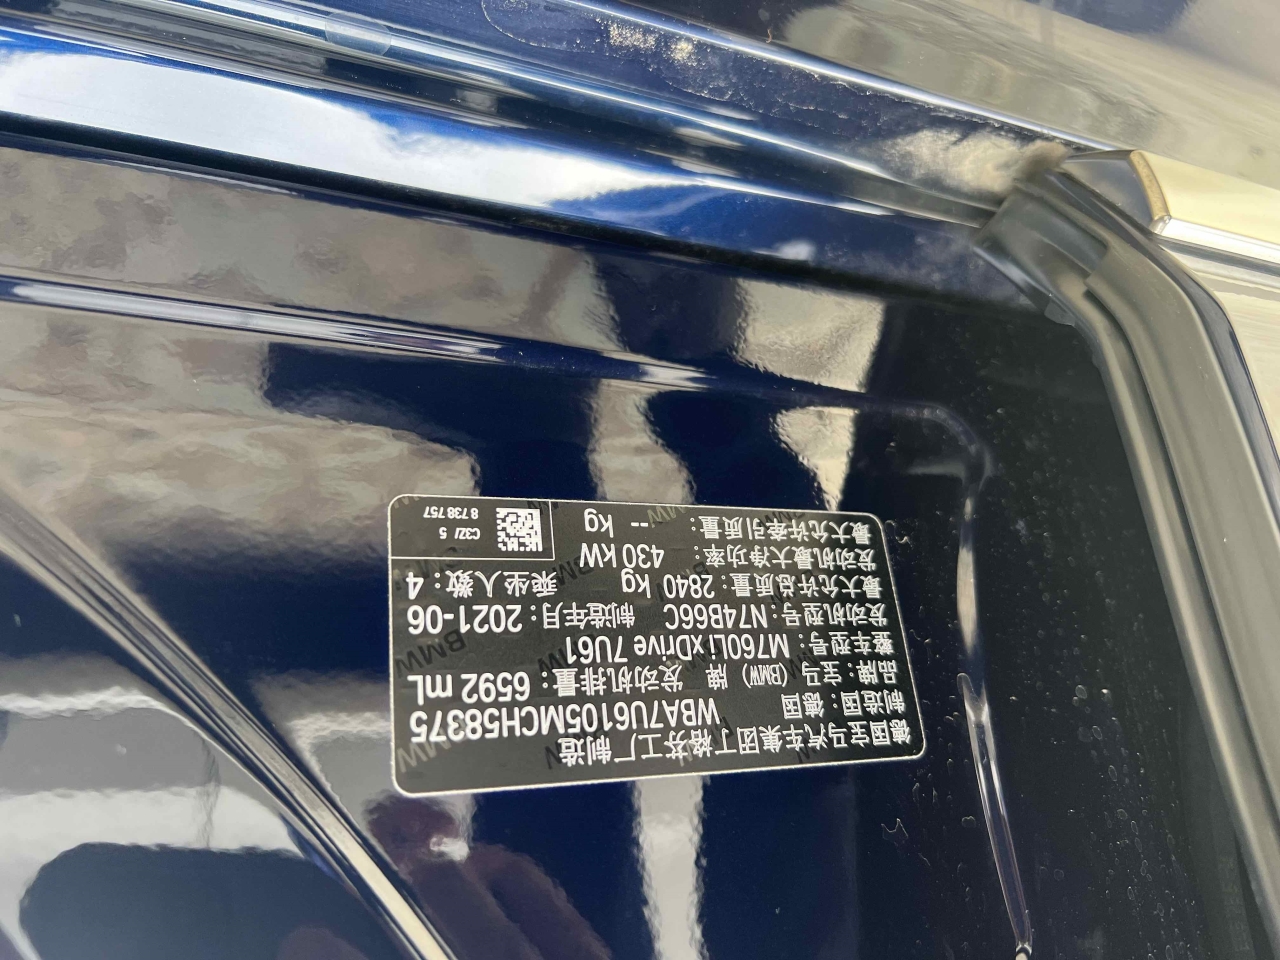 德国宝马汽车集团丁格芬工厂 制造
制造国：德国 WBA7U6105MCH58375
品牌：宝马（BMW）牌 发动机排量：6592 mL
整车型号：M760Li xDrive 7U61
发动机型号：N74B66C 制造年月：2021-06
最大允许总质量：2840 kg 乘坐人数：4
发动机最大净功率： 430 kW
最大允许牵引质量： -- kg
C32/ 5
8 738 757